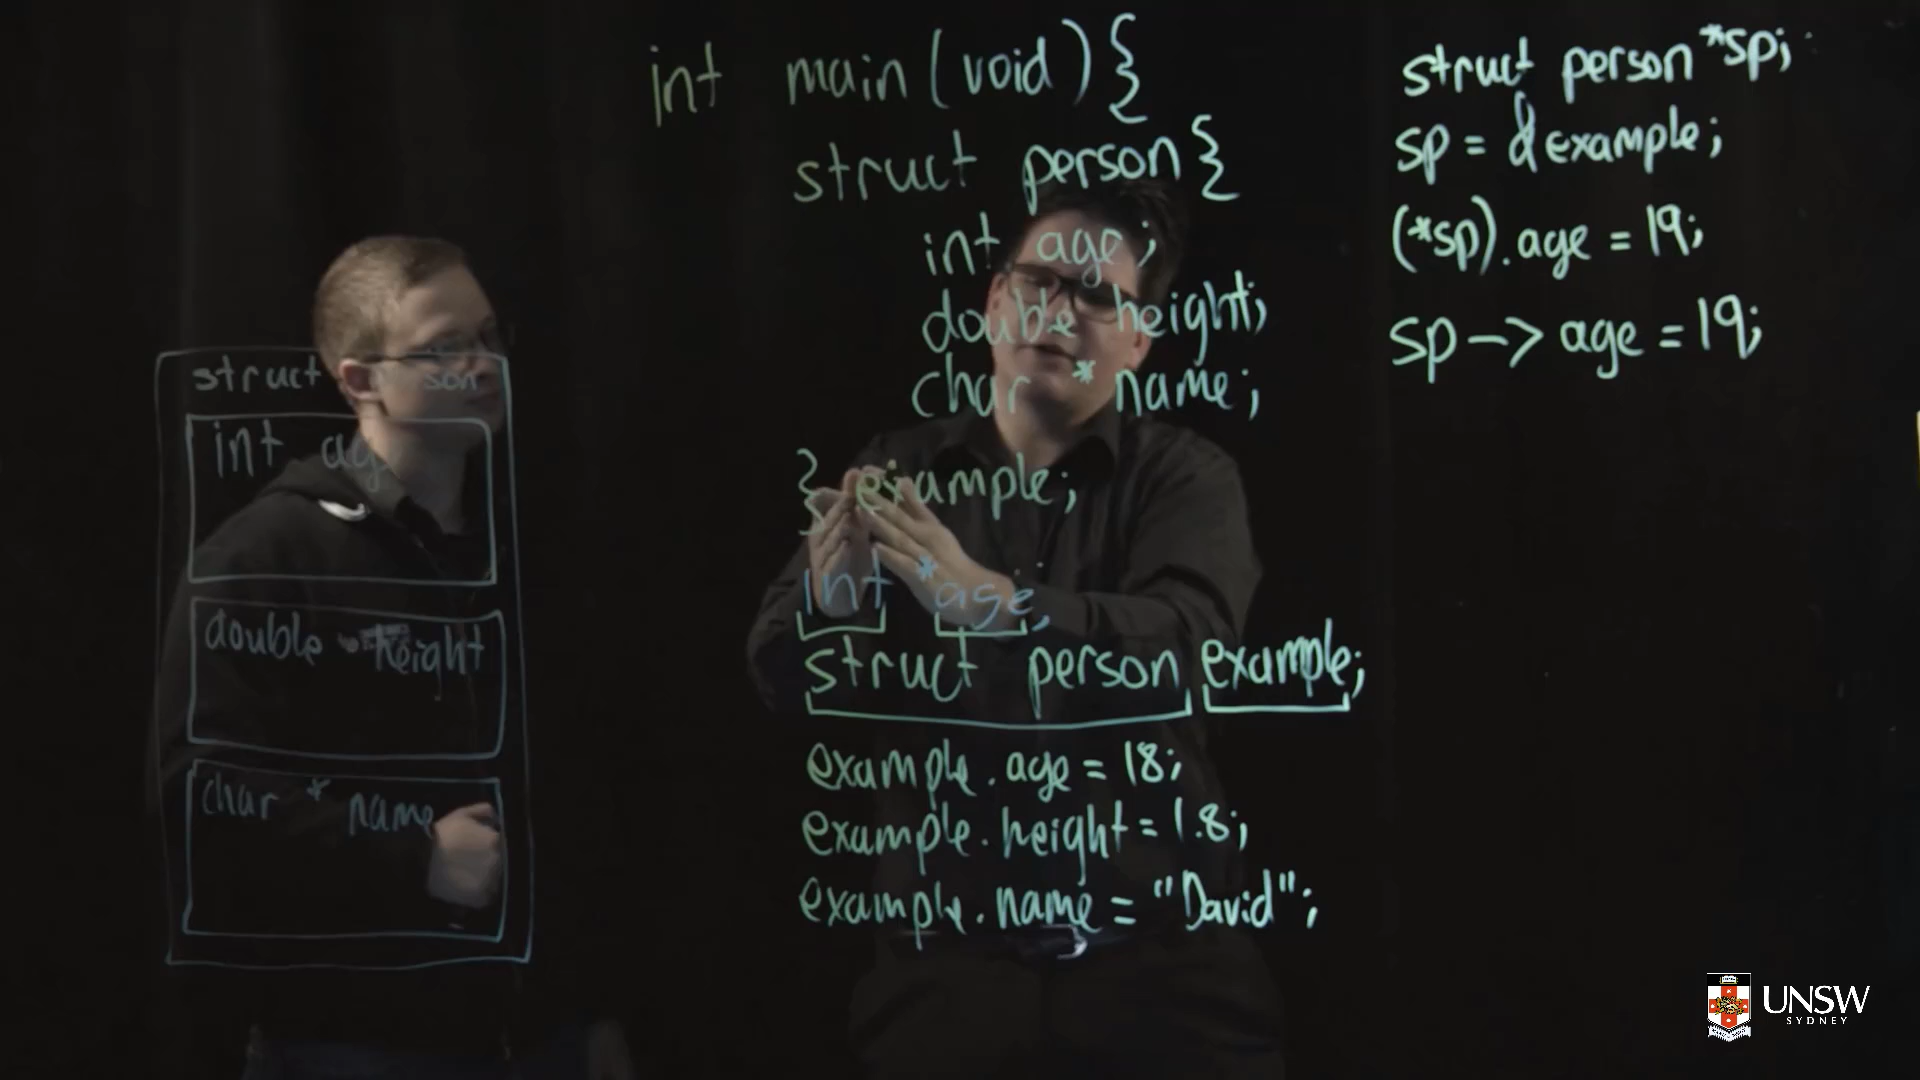 int main(void){
struct person{
int age;
double height;
char * name;
} example;
int *age;
struct person example;
example.age = 18;
example.height = 1.8;
example.name = "David";
struct person *sp;
sp = &example;
(*sp).age = 19;
sp -> age = 19;
struct son
int ag
double height
char * name
UNSW
SYDNEY